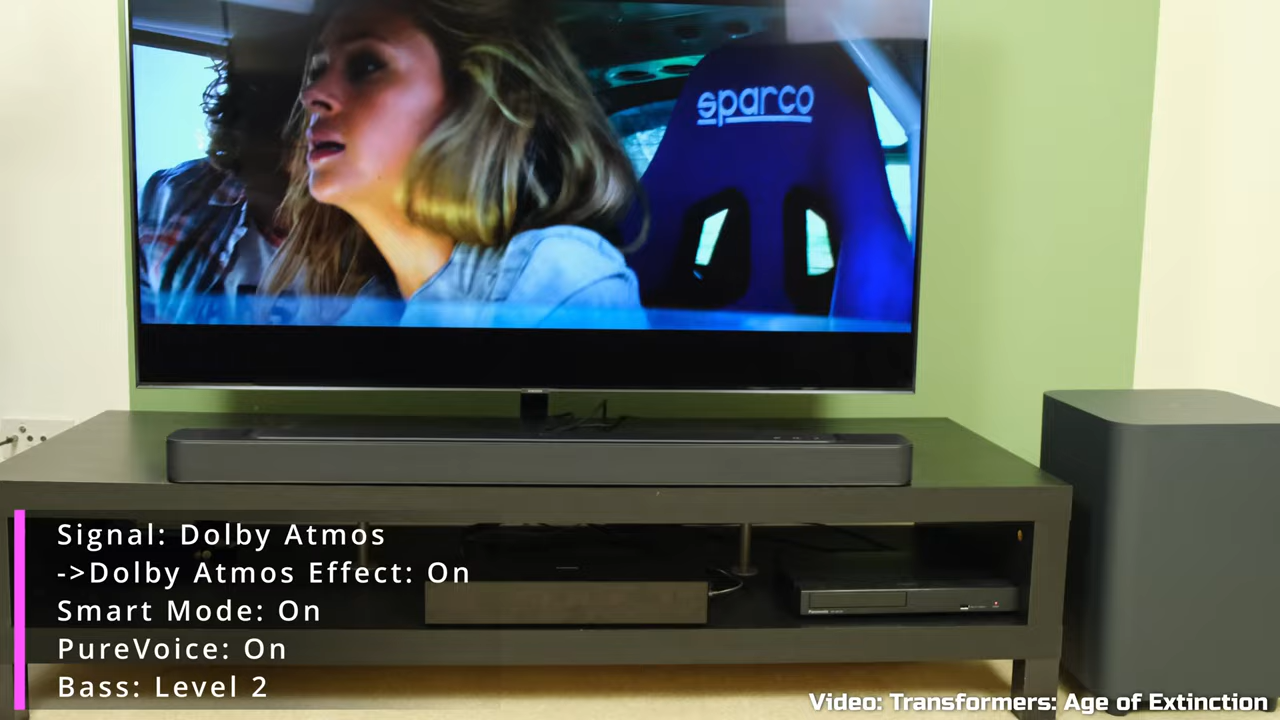 sparco
Signal: Dolby Atmos
->Dolby Atmos Effect: On
Smart Mode: On
PureVoice: On
Bass: Level 2
Video: Transformers: Age of Extinction